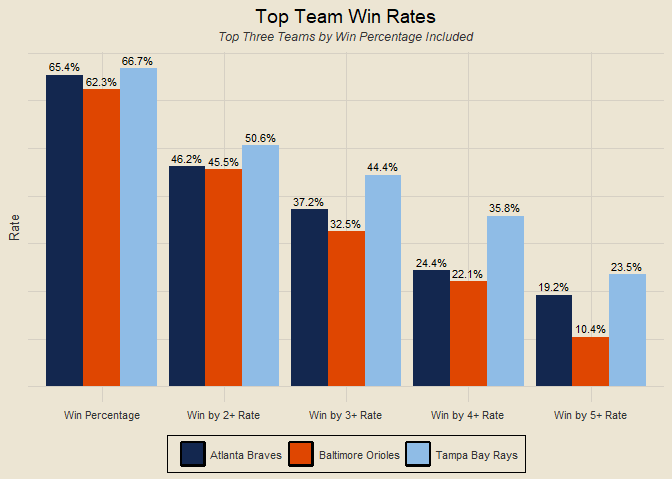 Top Team Win Rates
Top Three Teams by Win Percentage Included
Rate
65.4% 62.3% 66.7%
46.2% 45.5% 50.6%
37.2% 32.5% 44.4%
24.4% 22.1% 35.8%
19.2% 10.4% 23.5%
Win Percentage Win by 2+ Rate Win by 3+ Rate Win by 4+ Rate Win by 5+ Rate
Atlanta Braves Baltimore Orioles Tampa Bay Rays